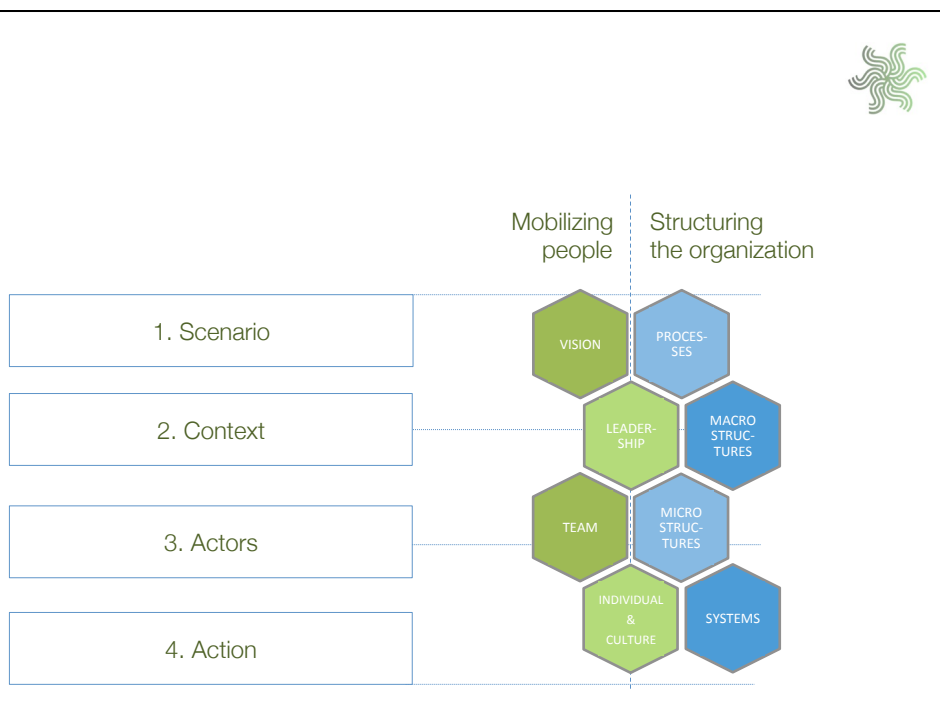 Mobilizing
people
Structuring
the organization
1. Scenario
VISION
PROCES-
SES
2. Context
LEADER-
SHIP
MACRO
STRUC-
TURES
3. Actors
TEAM
MICRO
STRUC-
TURES
4. Action
INDIVIDUAL
&
CULTURE
SYSTEMS